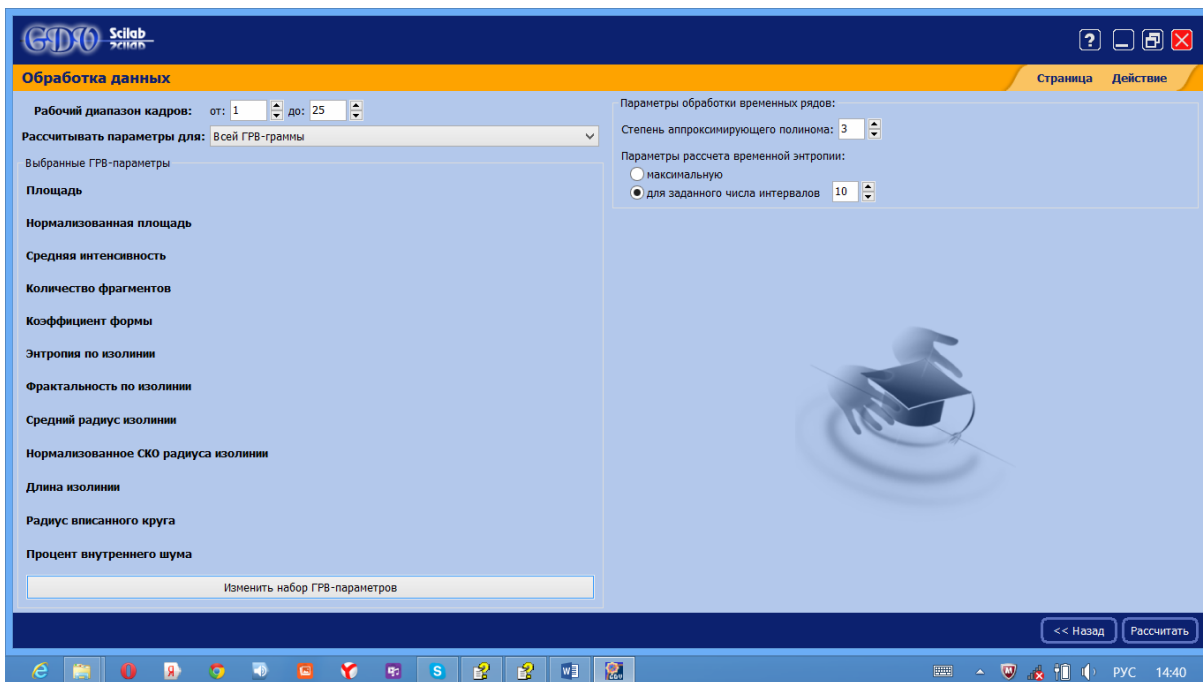 GDV Scilab
Обработка данных
Страница Действие
Рабочий диапазон кадров: от: 1 до: 25
Рассчитывать параметры для: Всей ГРВ-граммы
Выбранные ГРВ-параметры
Площадь
Нормализованная площадь
Средняя интенсивность
Количество фрагментов
Коэффициент формы
Энтропия по изолинии
Фрактальность по изолинии
Средний радиус изолинии
Нормализованное СКО радиуса изолинии
Длина изолинии
Радиус вписанного круга
Процент внутреннего шума
Изменить набор ГРВ-параметров
Параметры обработки временных рядов:
Степень аппроксимирующего полинома: 3
Параметры рассчета временной энтропии:
максимальную
для заданного числа интервалов 10
<< Назад Рассчитать
РУС 14:40